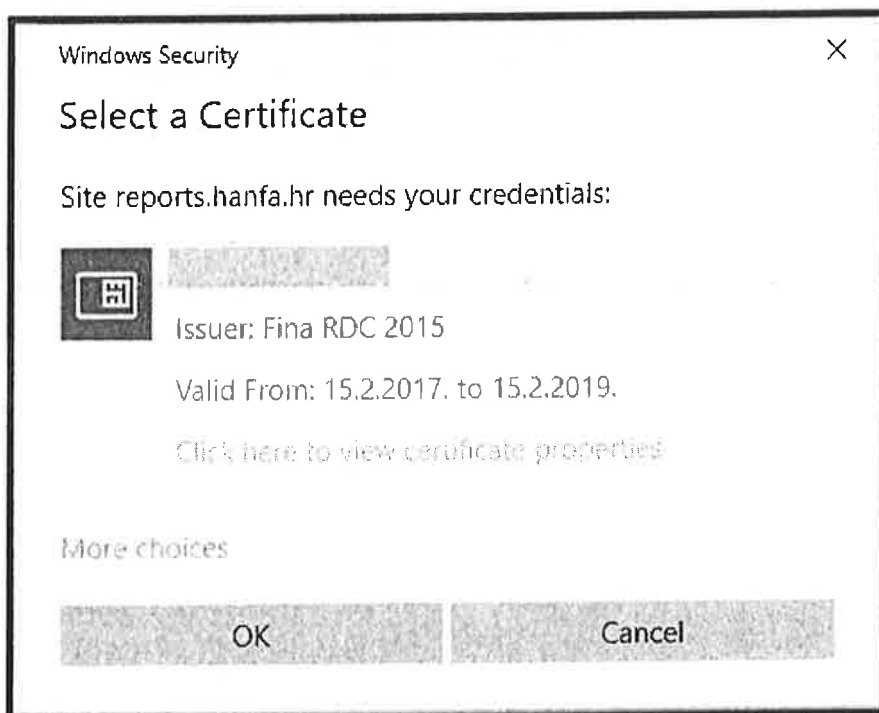 Windows Security
Select a Certificate
Site reports.hanfa.hr needs your credentials:
Issuer: Fina RDC 2015
Valid From: 15.2.2017. to 15.2.2019.
Click here to view certificate properties
More choices
OK
Cancel